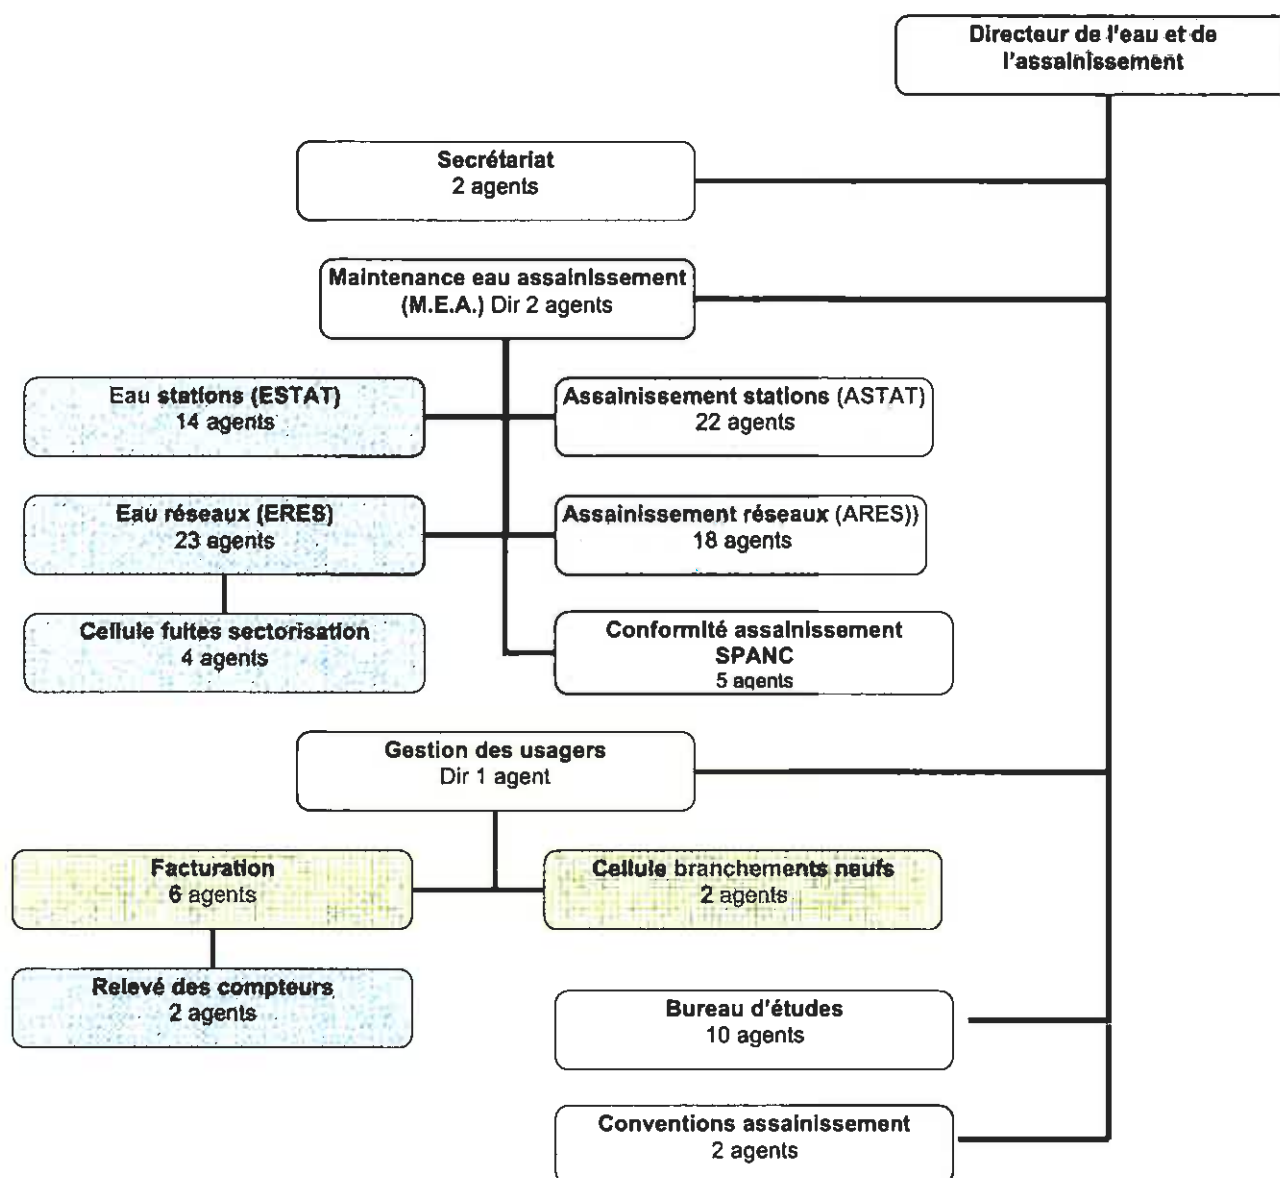 Directeur de l'eau et de
l'assainissement
Secrétariat
2 agents
Maintenance eau assainissement
(M.E.A.) Dir 2 agents
Eau stations (ESTAT)
14 agents
Assainissement stations (ASTAT)
22 agents
Eau réseaux (ERES)
23 agents
Assainissement réseaux (ARES))
18 agents
Cellule fuites sectorisation
4 agents
Conformité assainissement
SPANC
5 agents
Gestion des usagers
Dir 1 agent
Facturation
6 agents
Cellule branchements neufs
2 agents
Relevé des compteurs
2 agents
Bureau d'études
10 agents
Conventions assainissement
2 agents